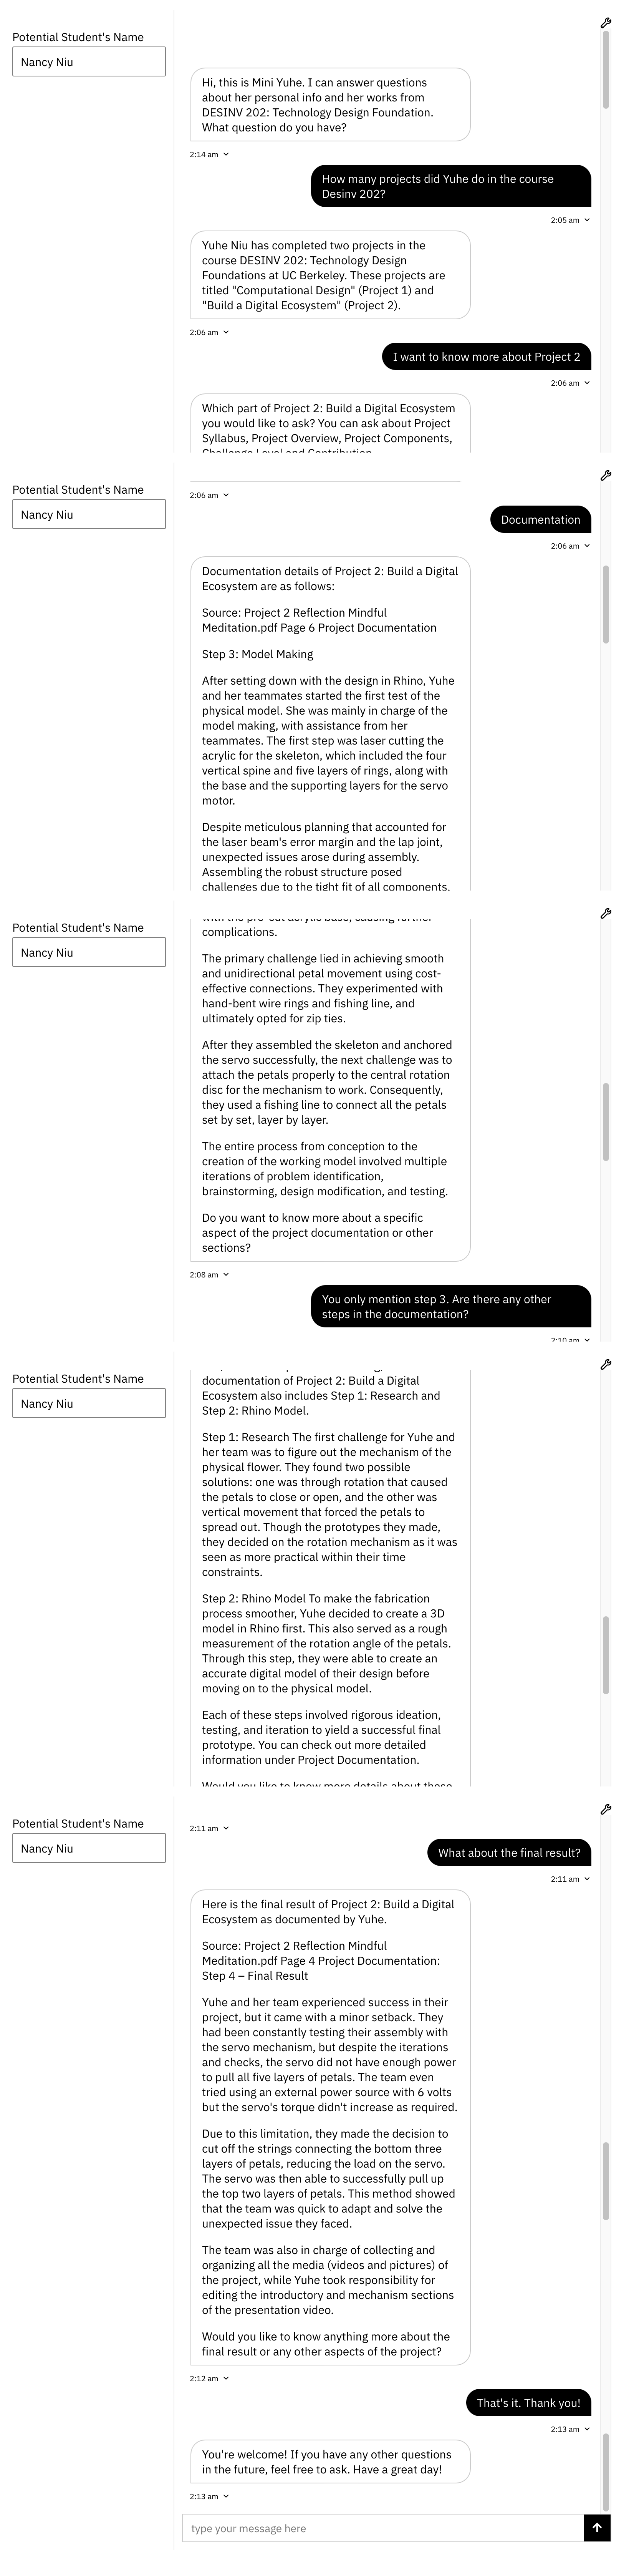 Potential Student's Name
Nancy Niu
Hi, this is Mini Yuhe. I can answer questions
about her personal info and her works from
DESINV 202: Technology Design Foundation.
What question do you have?
2:14 am
How many projects did Yuhe do in the course
Desinv 202?
2:05 am
Yuhe Niu has completed two projects in the
course DESINV 202: Technology Design
Foundations at UC Berkeley. These projects are
titled "Computational Design" (Project 1) and
"Build a Digital Ecosystem" (Project 2).
2:06 am
I want to know more about Project 2
2:06 am
Which part of Project 2: Build a Digital Ecosystem
you would like to ask? You can ask about Project
Syllabus, Project Overview, Project Components,
Challenge Level and Contribution
Potential Student's Name
Nancy Niu
2:06 am
Documentation
2:06 am
Documentation details of Project 2: Build a Digital
Ecosystem are as follows:
Source: Project 2 Reflection Mindful
Meditation.pdf Page 6 Project Documentation
Step 3: Model Making
After setting down with the design in Rhino, Yuhe
and her teammates started the first test of the
physical model. She was mainly in charge of the
model making, with assistance from her
teammates. The first step was laser cutting the
acrylic for the skeleton, which included the four
vertical spine and five layers of rings, along with
the base and the supporting layers for the servo
motor.
Despite meticulous planning that accounted for
the laser beam's error margin and the lap joint,
unexpected issues arose during assembly.
Assembling the robust structure posed
challenges due to the tight fit of all components,
Potential Student's Name
Nancy Niu
with the pre-cut acrylic base, causing further
complications.
The primary challenge lied in achieving smooth
and unidirectional petal movement using cost-
effective connections. They experimented with
hand-bent wire rings and fishing line, and
ultimately opted for zip ties.
After they assembled the skeleton and anchored
the servo successfully, the next challenge was to
attach the petals properly to the central rotation
disc for the mechanism to work. Consequently,
they used a fishing line to connect all the petals
set by set, layer by layer.
The entire process from conception to the
creation of the working model involved multiple
iterations of problem identification,
brainstorming, design modification, and testing.
Do you want to know more about a specific
aspect of the project documentation or other
sections?
2:08 am
You only mention step 3. Are there any other
steps in the documentation?
2:10 am
Potential Student's Name
Nancy Niu
documentation of Project 2: Build a Digital
Ecosystem also includes Step 1: Research and
Step 2: Rhino Model.
Step 1: Research The first challenge for Yuhe and
her team was to figure out the mechanism of the
physical flower. They found two possible
solutions: one was through rotation that caused
the petals to close or open, and the other was
vertical movement that forced the petals to
spread out. Though the prototypes they made,
they decided on the rotation mechanism as it was
seen as more practical within their time
constraints.
Step 2: Rhino Model To make the fabrication
process smoother, Yuhe decided to create a 3D
model in Rhino first. This also served as a rough
measurement of the rotation angle of the petals.
Through this step, they were able to create an
accurate digital model of their design before
moving on to the physical model.
Each of these steps involved rigorous ideation,
testing, and iteration to yield a successful final
prototype. You can check out more detailed
information under Project Documentation.
Would you like to know more details about these
Potential Student's Name
Nancy Niu
2:11 am
What about the final result?
2:11 am
Here is the final result of Project 2: Build a Digital
Ecosystem as documented by Yuhe.
Source: Project 2 Reflection Mindful
Meditation.pdf Page 4 Project Documentation:
Step 4 – Final Result
Yuhe and her team experienced success in their
project, but it came with a minor setback. They
had been constantly testing their assembly with
the servo mechanism, but despite the iterations
and checks, the servo did not have enough power
to pull all five layers of petals. The team even
tried using an external power source with 6 volts
but the servo's torque didn't increase as required.
Due to this limitation, they made the decision to
cut off the strings connecting the bottom three
layers of petals, reducing the load on the servo.
The servo was then able to successfully pull up
the top two layers of petals. This method showed
that the team was quick to adapt and solve the
unexpected issue they faced.
The team was also in charge of collecting and
organizing all the media (videos and pictures) of
the project, while Yuhe took responsibility for
editing the introductory and mechanism sections
of the presentation video.
Would you like to know anything more about the
final result or any other aspects of the project?
2:12 am
That's it. Thank you!
2:13 am
You're welcome! If you have any other questions
in the future, feel free to ask. Have a great day!
2:13 am
type your message here